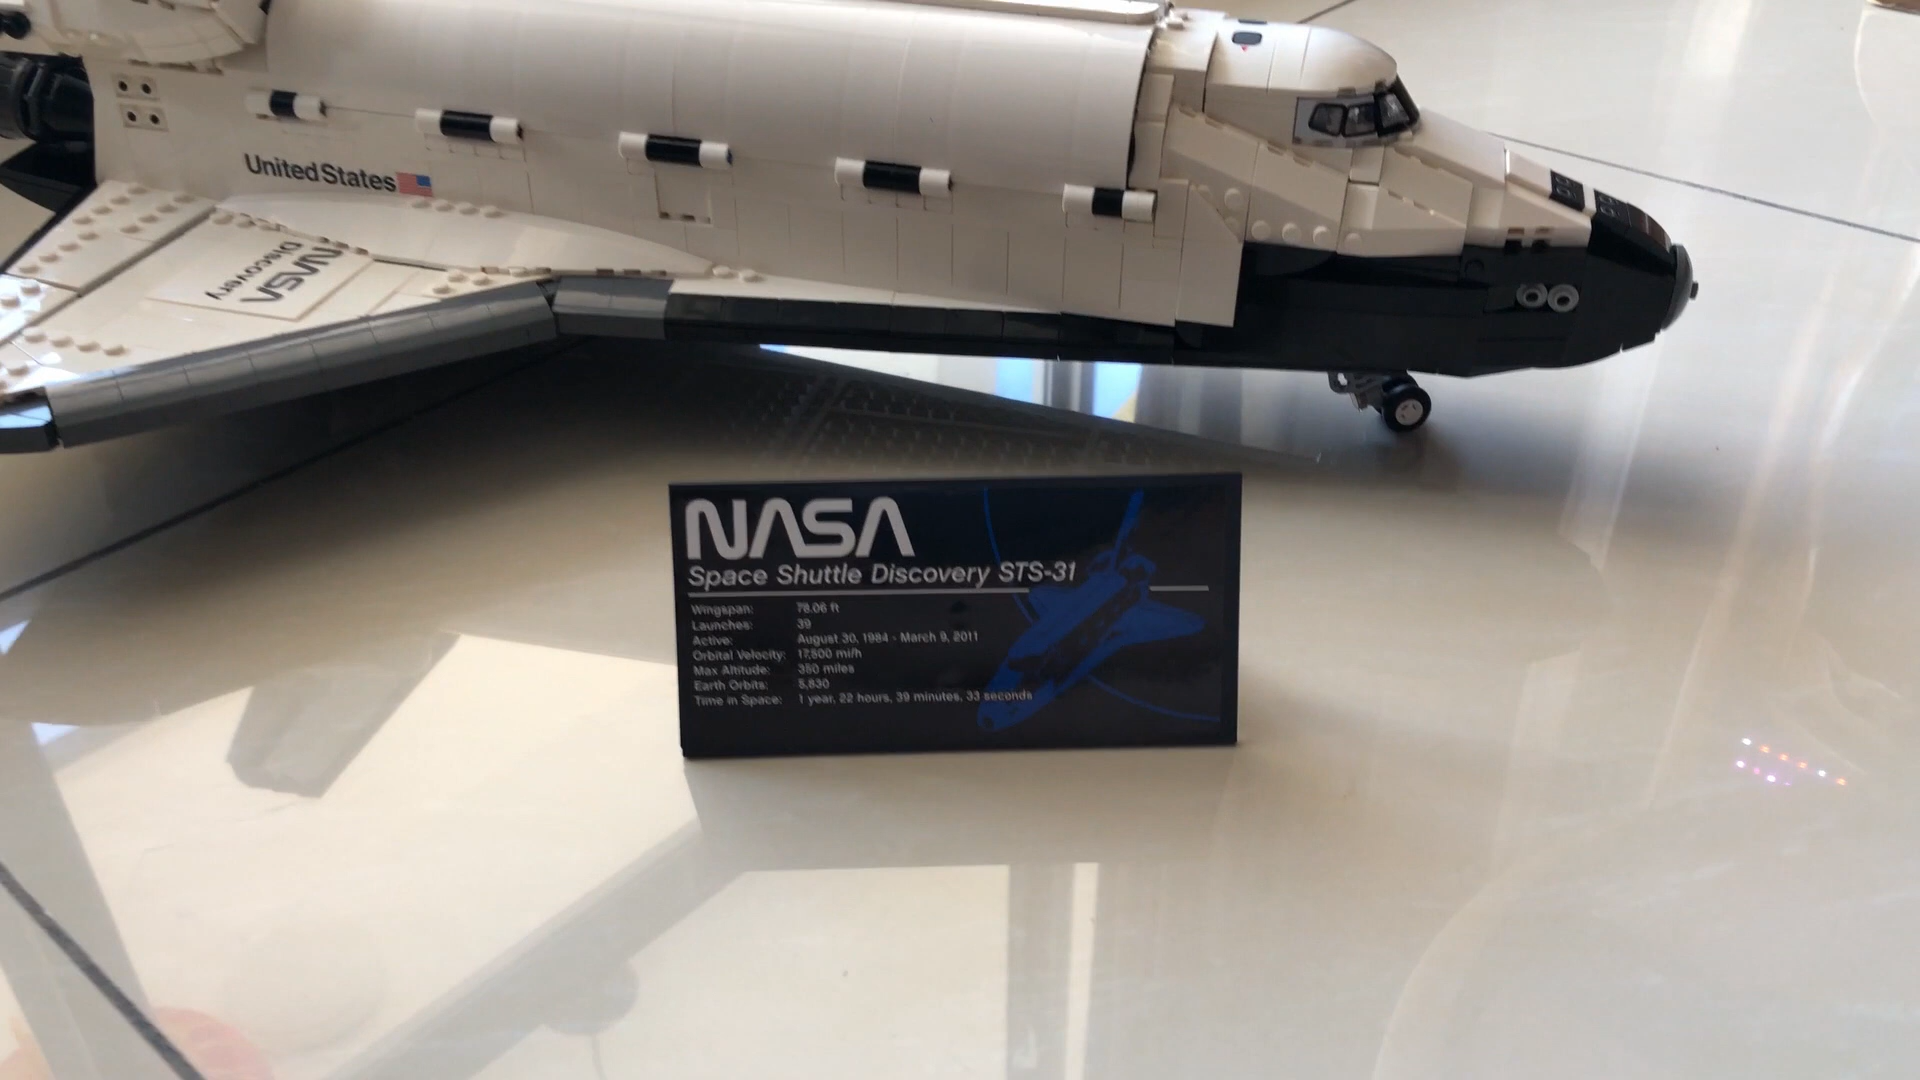 United States
NASA
Discovery
NASA
Space Shuttle Discovery STS-31
Wingspan: 78.06 ft
Launches: 39
Active: August 30, 1984 - March 9, 2011
Orbital Velocity: 17,500 mi/h
Max Altitude: 380 miles
Earth Orbits: 5,830
Time in Space: 1 year, 22 hours, 39 minutes, 33 seconds